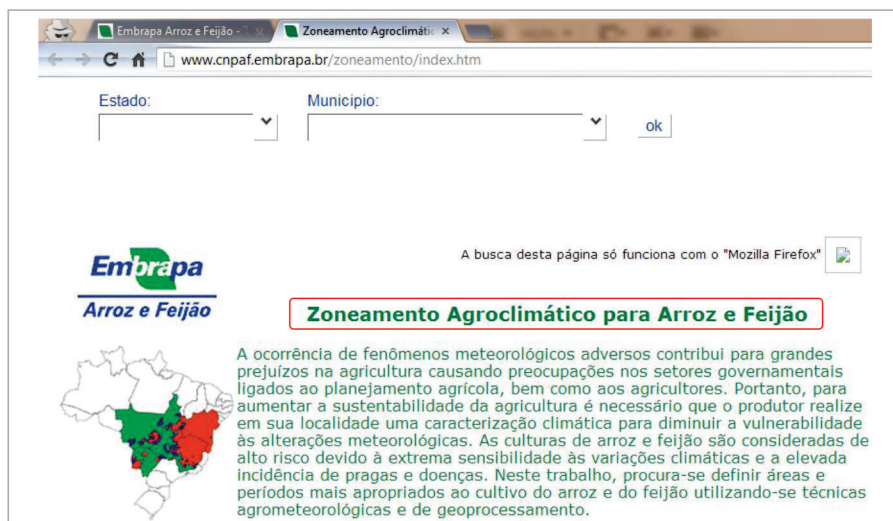 Embrapa Arroz e Feijão -
Zoneamento Agroclimátic
www.cnpaf.embrapa.br/zoneamento/index.htm
Estado:
Municipio:
ok
A busca desta página só funciona com o "Mozilla Firefox"
Embrapa
Arroz e Feijão
Zoneamento Agroclimático para Arroz e Feijão
A ocorrência de fenômenos meteorológicos adversos contribui para grandes
prejuízos na agricultura causando preocupações nos setores governamentais
ligados ao planejamento agrícola, bem como aos agricultores. Portanto, para
aumentar a sustentabilidade da agricultura é necessário que o produtor realize
em sua localidade uma caracterização climática para diminuir a vulnerabilidade
às alterações meteorológicas. As culturas de arroz e feijão são consideradas de
alto risco devido à extrema sensibilidade às variações climáticas e a elevada
incidência de pragas e doenças. Neste trabalho, procura-se definir áreas e
períodos mais apropriados ao cultivo do arroz e do feijão utilizando-se técnicas
agrometeorológicas e de geoprocessamento.